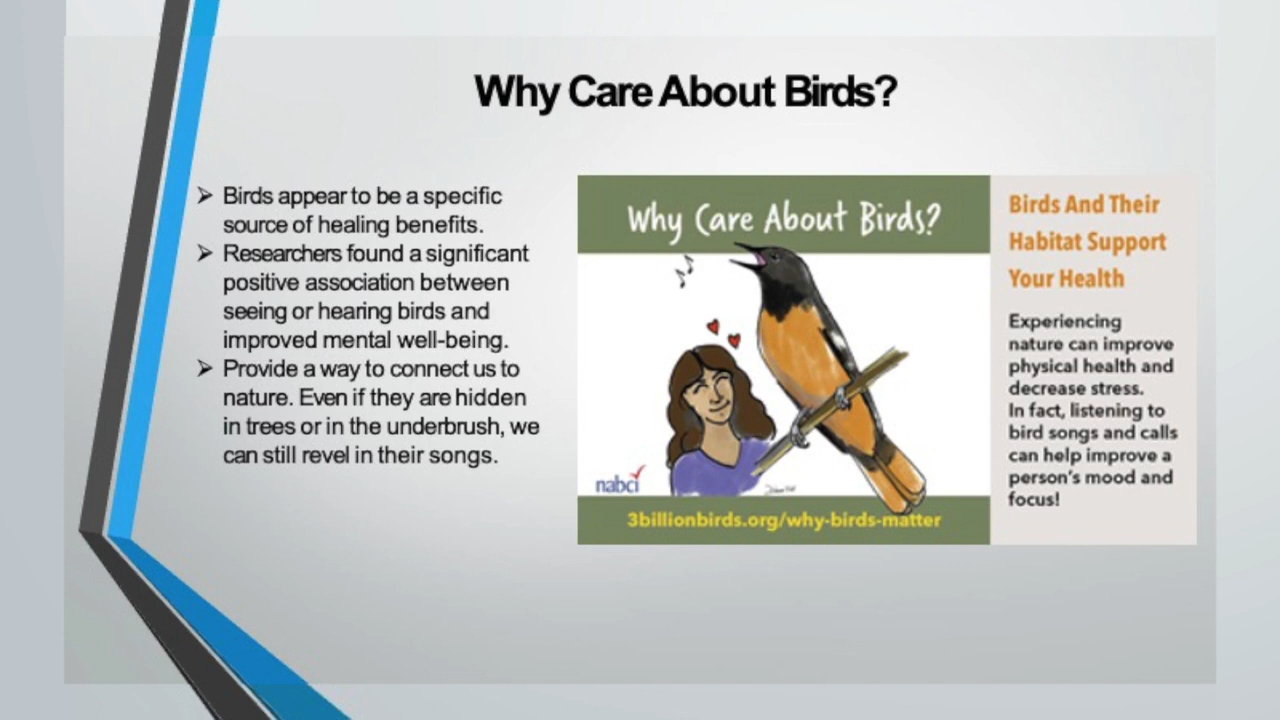 Why Care About Birds?
➢ Birds appear to be a specific
source of healing benefits.
➢ Researchers found a significant
positive association between
seeing or hearing birds and
improved mental well-being.
➢ Provide a way to connect us to
nature. Even if they are hidden
in trees or in the underbrush, we
can still revel in their songs.
Why Care About Birds?
nabci
3billionbirds.org/why-birds-matter
Birds And Their
Habitat Support
Your Health
Experiencing
nature can improve
physical health and
decrease stress.
In fact, listening to
bird songs and calls
can help improve a
person's mood and
focus!